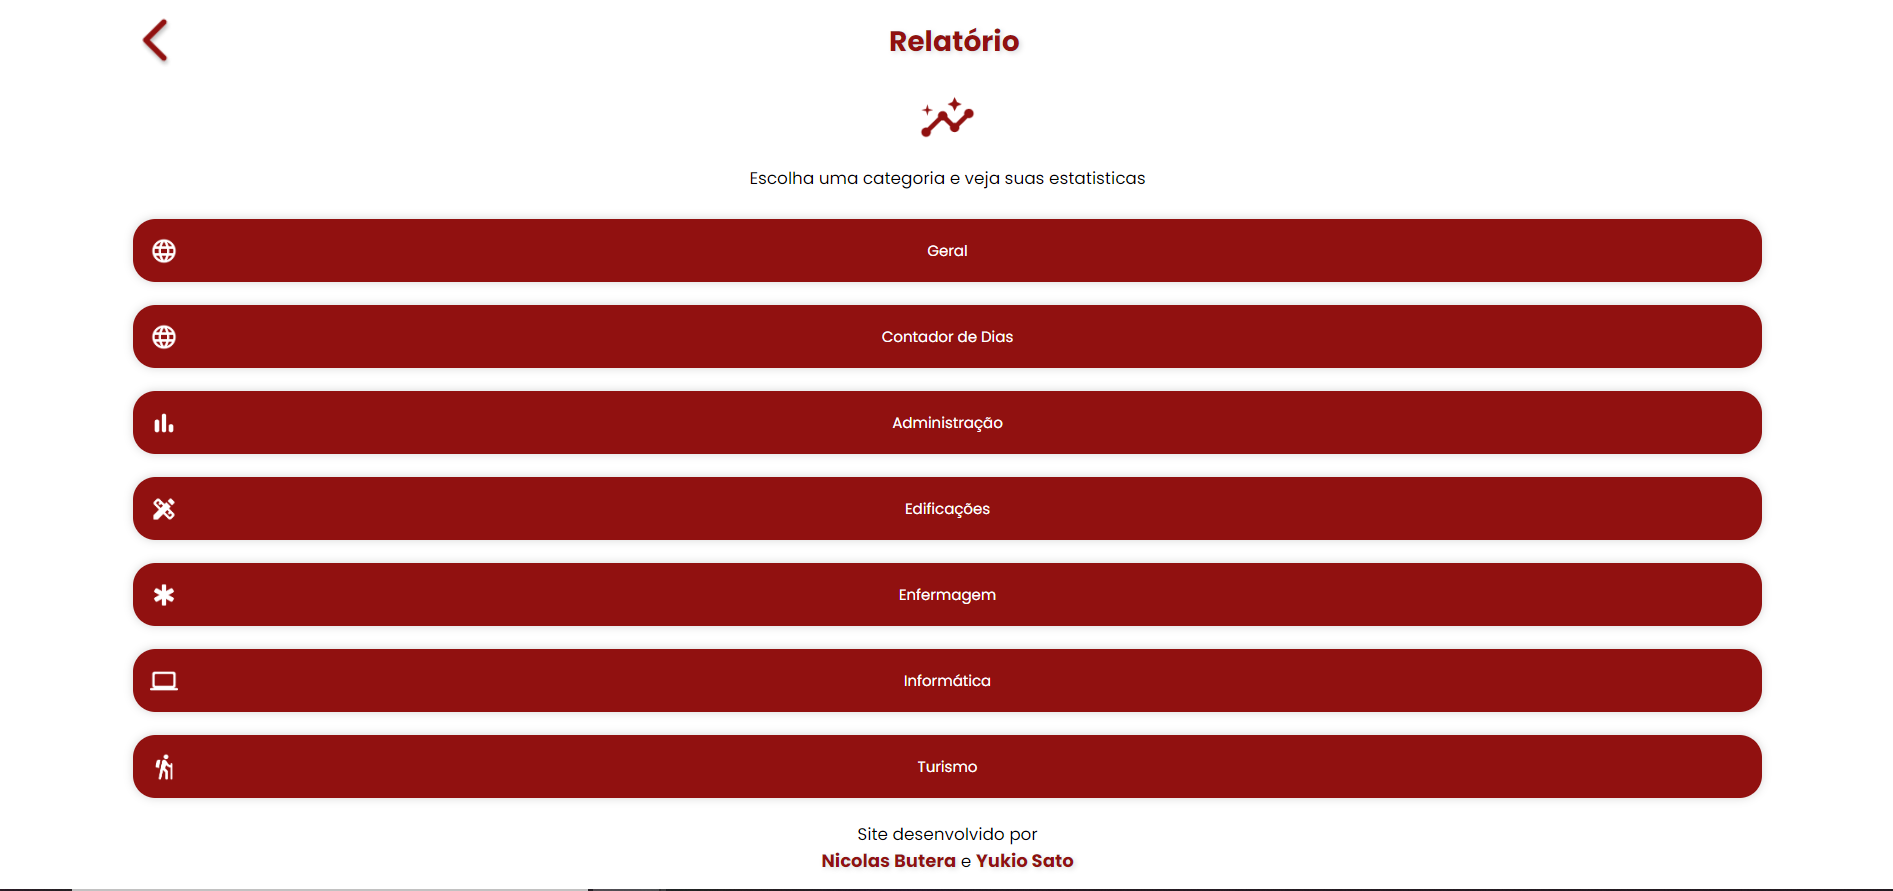 Relatório
Escolha uma categoria e veja suas estatisticas
Geral
Contador de Dias
Administração
Edificações
Enfermagem
Informática
Turismo
Site desenvolvido por
Nicolas Butera e Yukio Sato